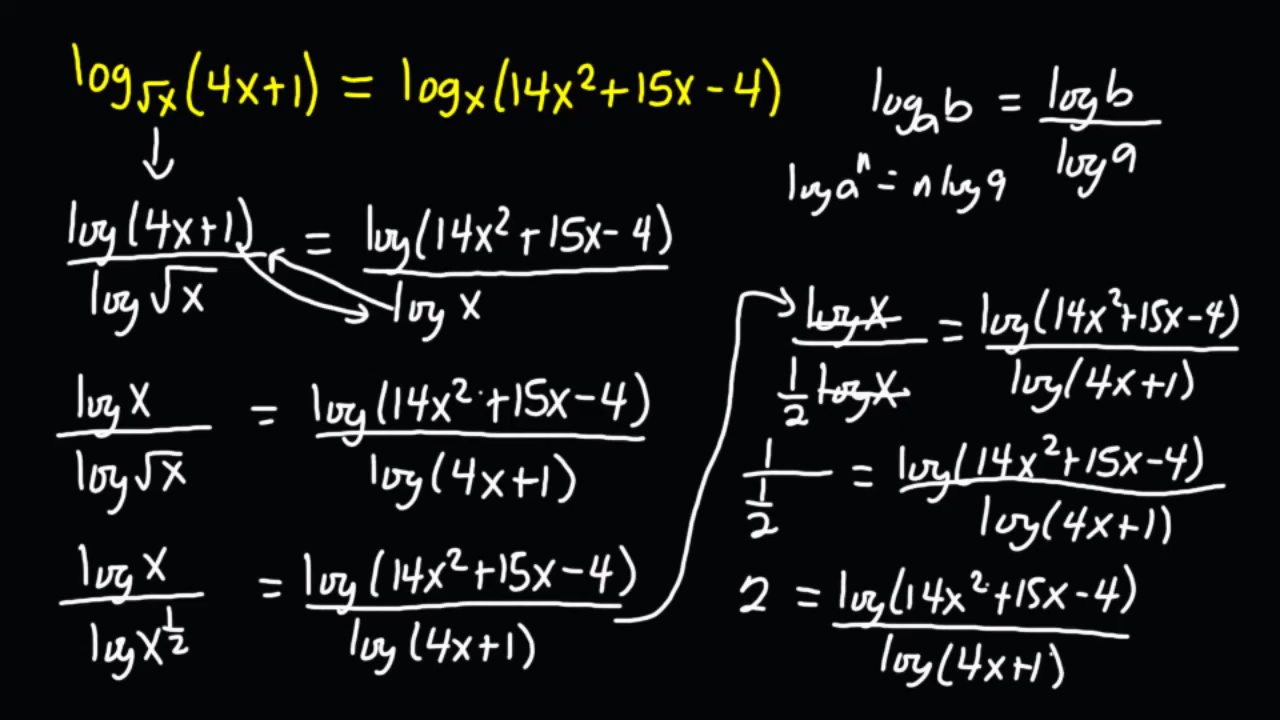 log_√x(4x+1) = log_x(14x²+15x-4)
log_a b = log b / log a
log aⁿ = n log a
log(4x+1) / log √x = log(14x²+15x-4) / log x
log x / log √x = log(14x²+15x-4) / log(4x+1)
log x / log x^½ = log(14x²+15x-4) / log(4x+1)
log x / ½ log x = log(14x²+15x-4) / log(4x+1)
1 / ½ = log(14x²+15x-4) / log(4x+1)
2 = log(14x²+15x-4) / log(4x+1)